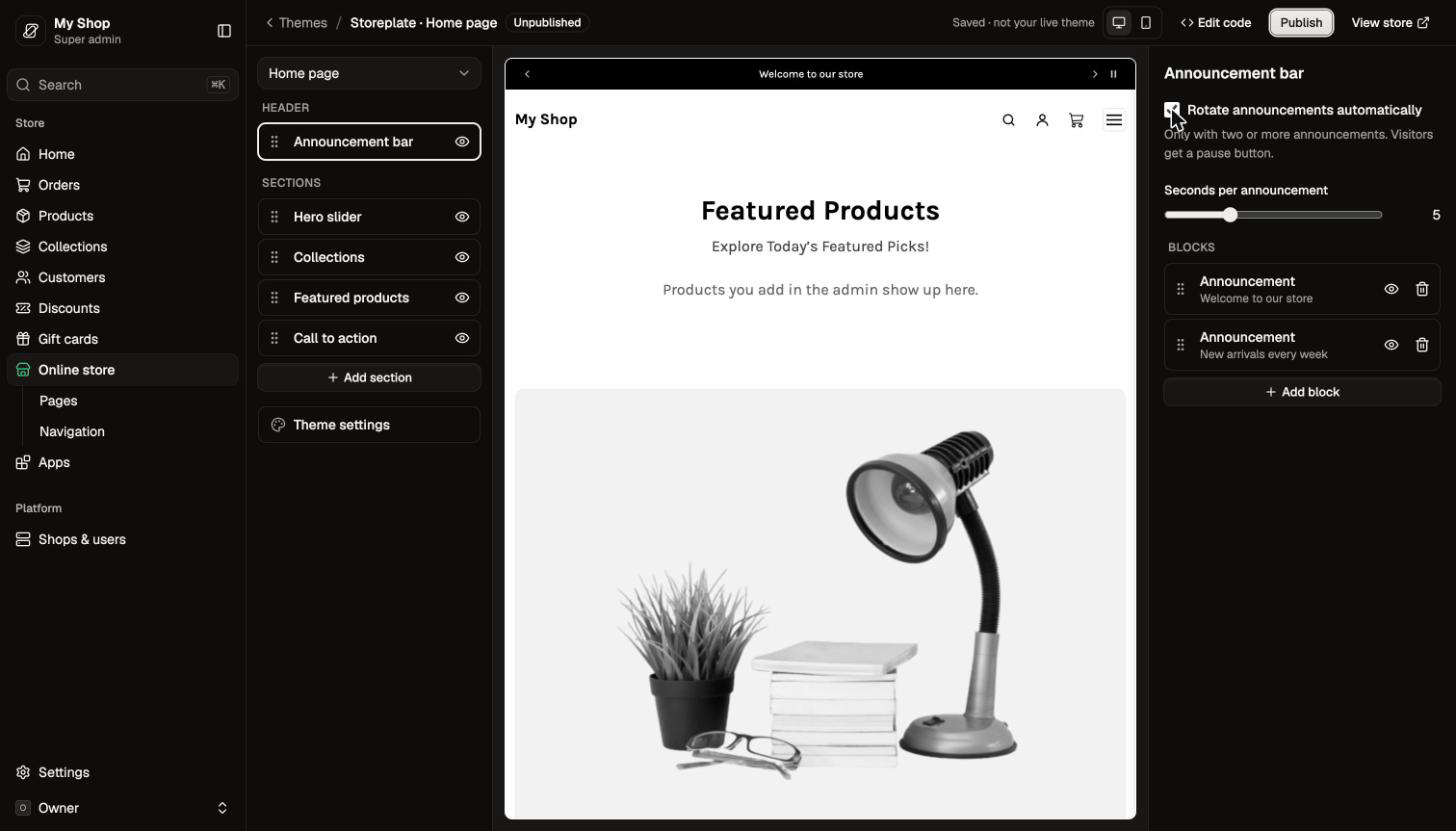 My Shop
Super admin
Search
⌘K
Store
Home
Orders
Products
Collections
Customers
Discounts
Gift cards
Online store
Pages
Navigation
Apps
Platform
Shops & users
Settings
O
Owner
Themes / Storeplate · Home page
Unpublished
Saved · not your live theme
Edit code
Publish
View store
Home page
HEADER
Announcement bar
SECTIONS
Hero slider
Collections
Featured products
Call to action
+ Add section
Theme settings
Welcome to our store
My Shop
Featured Products
Explore Today's Featured Picks!
Products you add in the admin show up here.
Announcement bar
Rotate announcements automatically
Only with two or more announcements. Visitors
get a pause button.
Seconds per announcement
5
BLOCKS
Announcement
Welcome to our store
Announcement
New arrivals every week
+ Add block